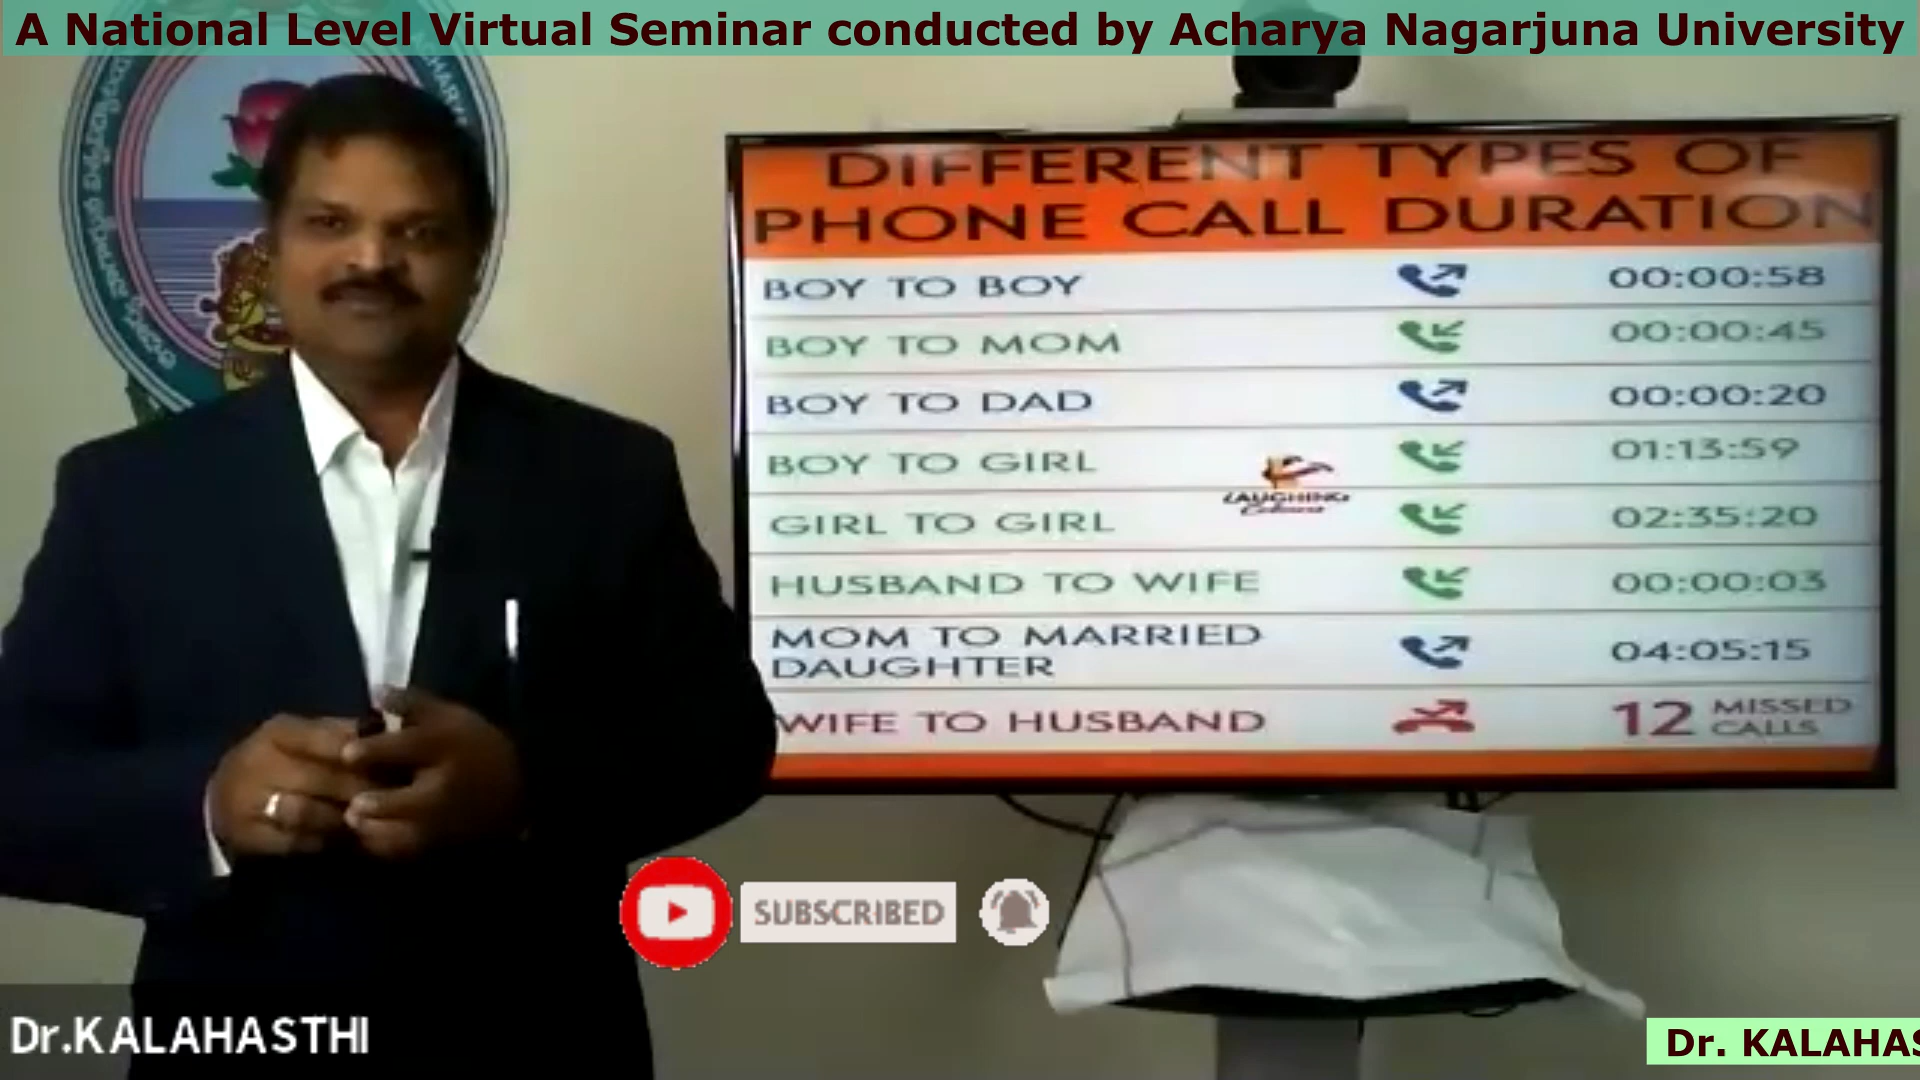 A National Level Virtual Seminar conducted by Acharya Nagarjuna University
DIFFERENT TYPES OF
PHONE CALL DURATION
BOY TO BOY 00:00:58
BOY TO MOM 00:00:45
BOY TO DAD 00:00:20
BOY TO GIRL 01:13:59
LAUGHING
Colours
GIRL TO GIRL 02:35:20
HUSBAND TO WIFE 00:00:03
MOM TO MARRIED
DAUGHTER 04:05:15
WIFE TO HUSBAND 12 MISSED
CALLS
SUBSCRIBED
Dr.KALAHASTHI
Dr. KALAHAS